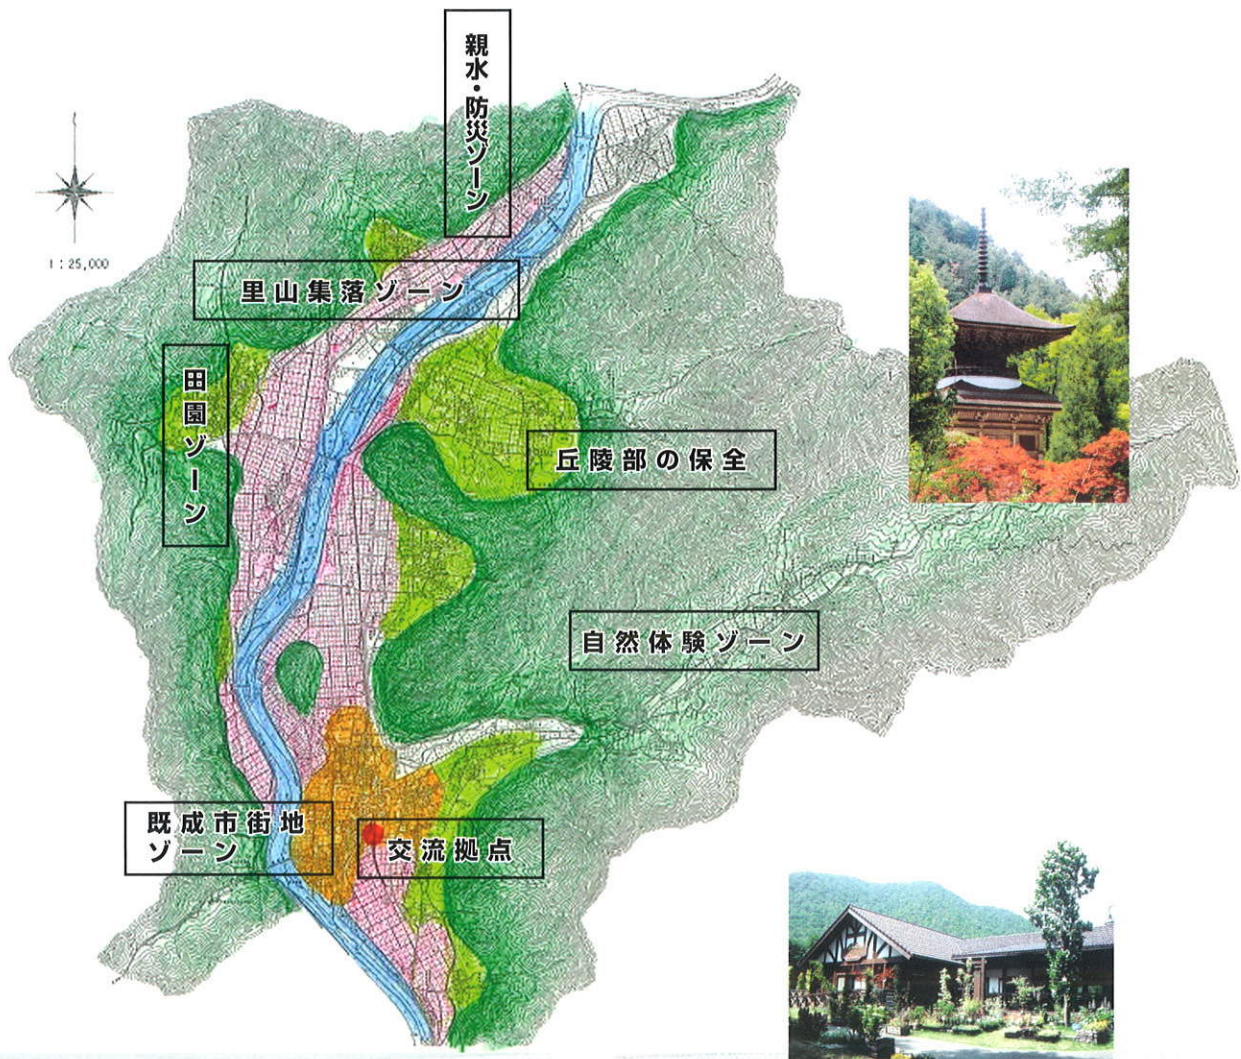 親水・防災ゾーン
1:25,000
里山集落ゾーン
田園ゾーン
丘陵部の保全
自然体験ゾーン
既成市街地
ゾーン
交流拠点